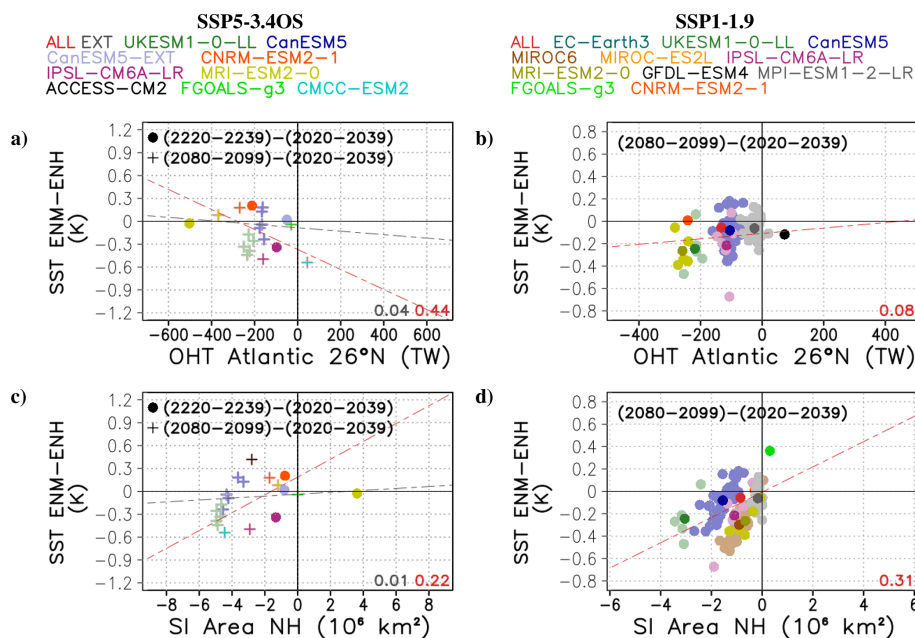 SSP5-3.4OS
ALL EXT UKESM1-0-LL CanESM5
CanESM5-EXT CNRM-ESM2-1
IPSL-CM6A-LR MRI-ESM2-0
ACCESS-CM2 FGOALS-g3 CMCC-ESM2
SSP1-1.9
ALL EC-Earth3 UKESM1-0-LL CanESM5
MIROC6 MIROC-ES2L IPSL-CM6A-LR
MRI-ESM2-0 GFDL-ESM4 MPI-ESM1-2-LR
FGOALS-g3 CNRM-ESM2-1
a)
SST ENM-ENH
(K)
1.2
0.9
0.6
0.3
0
-0.3
-0.6
-0.9
-1.2
(2220-2239)-(2020-2039)
(2080-2099)-(2020-2039)
0.04 0.44
-600 -400 -200 0 200 400 600
OHT Atlantic 26°N (TW)
b)
SST ENM-ENH
(K)
0.8
0.6
0.4
0.2
0
-0.2
-0.4
-0.6
-0.8
(2080-2099)-(2020-2039)
0.08
-400 -200 0 200 400
OHT Atlantic 26°N (TW)
c)
SST ENM-ENH
(K)
1.2
0.9
0.6
0.3
0
-0.3
-0.6
-0.9
-1.2
(2220-2239)-(2020-2039)
(2080-2099)-(2020-2039)
0.01 0.22
-8 -6 -4 -2 0 2 4 6 8
SI Area NH (10⁶ km²)
d)
SST ENM-ENH
(K)
0.8
0.6
0.4
0.2
0
-0.2
-0.4
-0.6
-0.8
(2080-2099)-(2020-2039)
0.31
-6 -4 -2 0 2 4 6
SI Area NH (10⁶ km²)